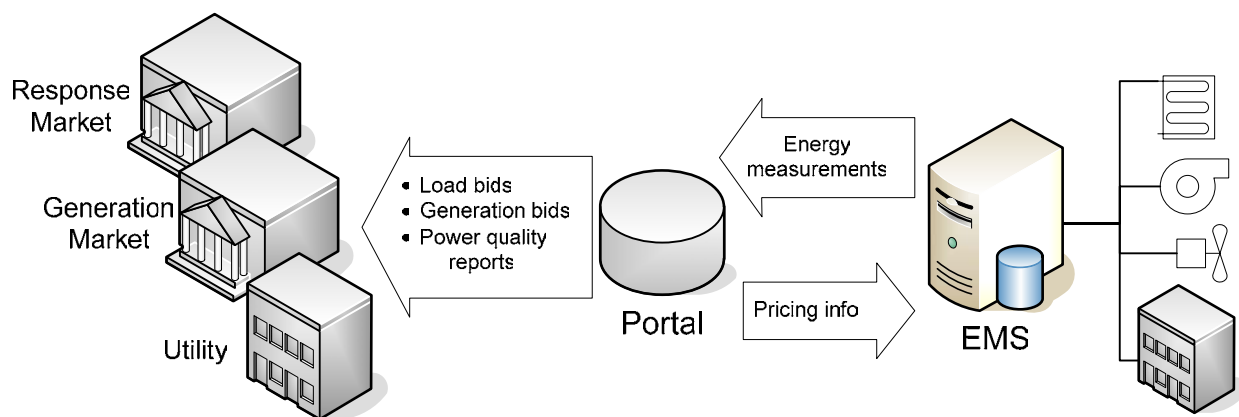 Response
Market
Generation
Market
Utility
• Load bids
• Generation bids
• Power quality
reports
Portal
Energy
measurements
Pricing info
EMS